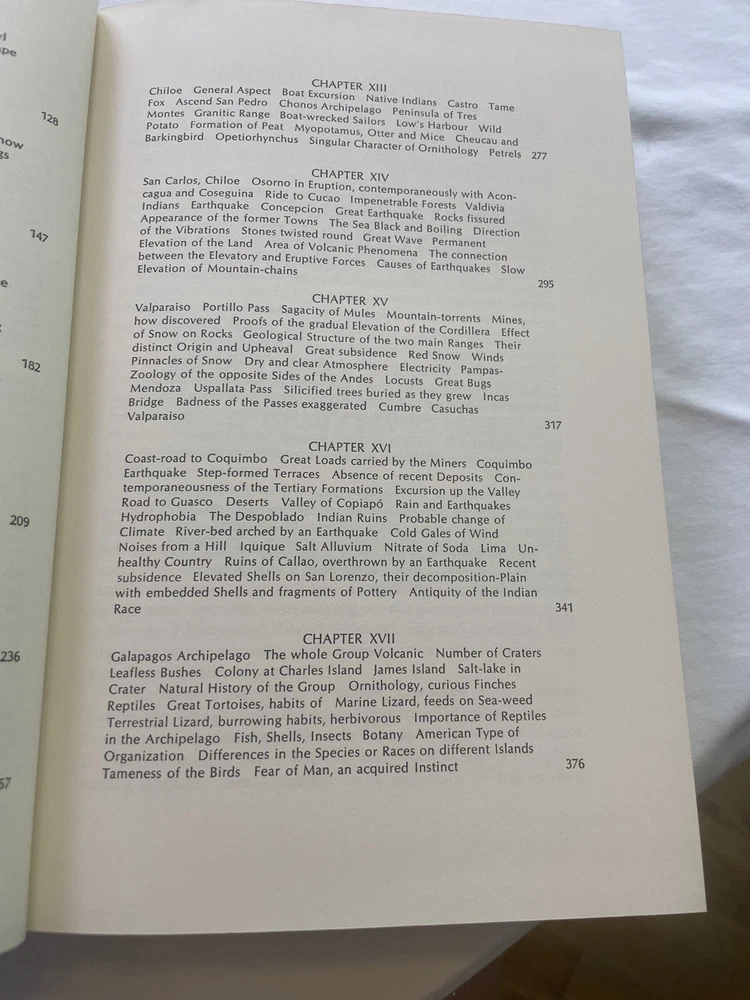 128
147
182
209
236
CHAPTER XIII
Chiloe General Aspect Boat Excursion Native Indians Castro Tame
Fox Ascend San Pedro Chonos Archipelago Peninsula of Tres
Montes Granitic Range Boat-wrecked Sailors Low's Harbour Wild
Potato Formation of Peat Myopotamus, Otter and Mice Cheucau and
Barkingbird Opetiorhynchus Singular Character of Ornithology Petrels 277
CHAPTER XIV
San Carlos, Chiloe Osorno in Eruption, contemporaneously with Acon-
cagua and Coseguina Ride to Cucao Impenetrable Forests Valdivia
Indians Earthquake Concepcion Great Earthquake Rocks fissured
Appearance of the former Towns The Sea Black and Boiling Direction
of the Vibrations Stones twisted round Great Wave Permanent
Elevation of the Land Area of Volcanic Phenomena The connection
between the Elevatory and Eruptive Forces Causes of Earthquakes Slow
Elevation of Mountain-chains 295
CHAPTER XV
Valparaiso Portillo Pass Sagacity of Mules Mountain-torrents Mines,
how discovered Proofs of the gradual Elevation of the Cordillera Effect
of Snow on Rocks Geological Structure of the two main Ranges Their
distinct Origin and Upheaval Great subsidence Red Snow Winds
Pinnacles of Snow Dry and clear Atmosphere Electricity Pampas-
Zoology of the opposite Sides of the Andes Locusts Great Bugs
Mendoza Uspallata Pass Silicified trees buried as they grew Incas
Bridge Badness of the Passes exaggerated Cumbre Casuchas
Valparaiso 317
CHAPTER XVI
Coast-road to Coquimbo Great Loads carried by the Miners Coquimbo
Earthquake Step-formed Terraces Absence of recent Deposits Con-
temporaneousness of the Tertiary Formations Excursion up the Valley
Road to Guasco Deserts Valley of Copiapó Rain and Earthquakes
Hydrophobia The Despoblado Indian Ruins Probable change of
Climate River-bed arched by an Earthquake Cold Gales of Wind
Noises from a Hill Iquique Salt Alluvium Nitrate of Soda Lima Un-
healthy Country Ruins of Callao, overthrown by an Earthquake Recent
subsidence Elevated Shells on San Lorenzo, their decomposition-Plain
with embedded Shells and fragments of Pottery Antiquity of the Indian
Race 341
CHAPTER XVII
Galapagos Archipelago The whole Group Volcanic Number of Craters
Leafless Bushes Colony at Charles Island James Island Salt-lake in
Crater Natural History of the Group Ornithology, curious Finches
Reptiles Great Tortoises, habits of Marine Lizard, feeds on Sea-weed
Terrestrial Lizard, burrowing habits, herbivorous Importance of Reptiles
in the Archipelago Fish, Shells, Insects Botany American Type of
Organization Differences in the Species or Races on different Islands
Tameness of the Birds Fear of Man, an acquired Instinct 376